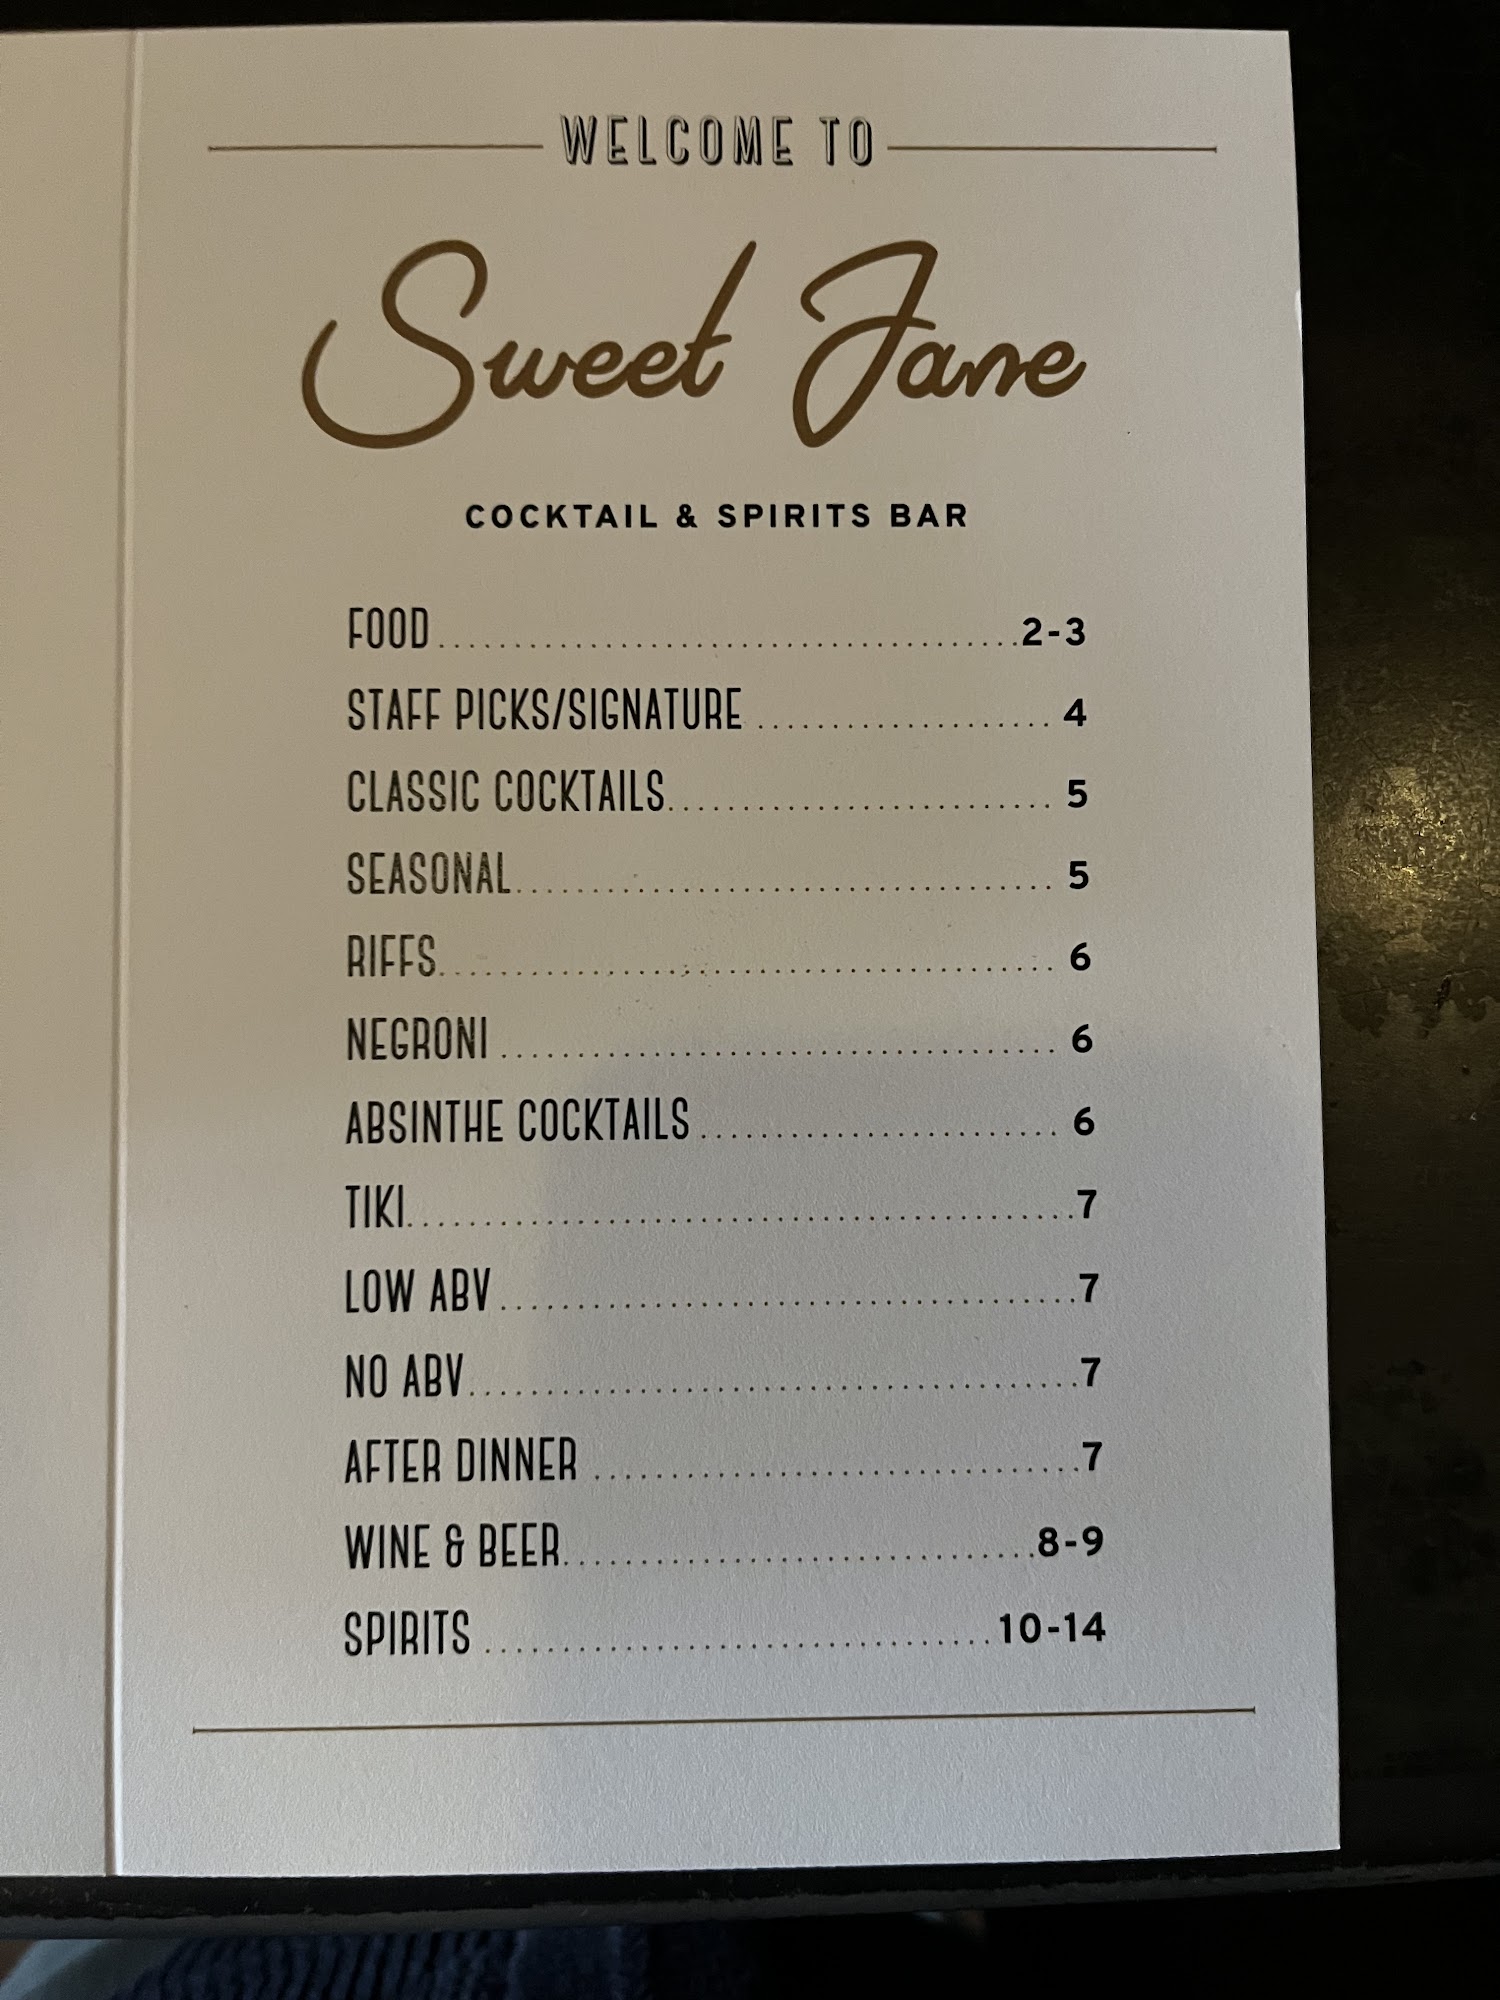 WELCOME TO
Sweet Jane
COCKTAIL & SPIRITS BAR
FOOD 2-3
STAFF PICKS/SIGNATURE 4
CLASSIC COCKTAILS 5
SEASONAL 5
RIFFS 6
NEGRONI 6
ABSINTHE COCKTAILS 6
TIKI 7
LOW ABV 7
NO ABV 7
AFTER DINNER 7
WINE & BEER 8-9
SPIRITS 10-14